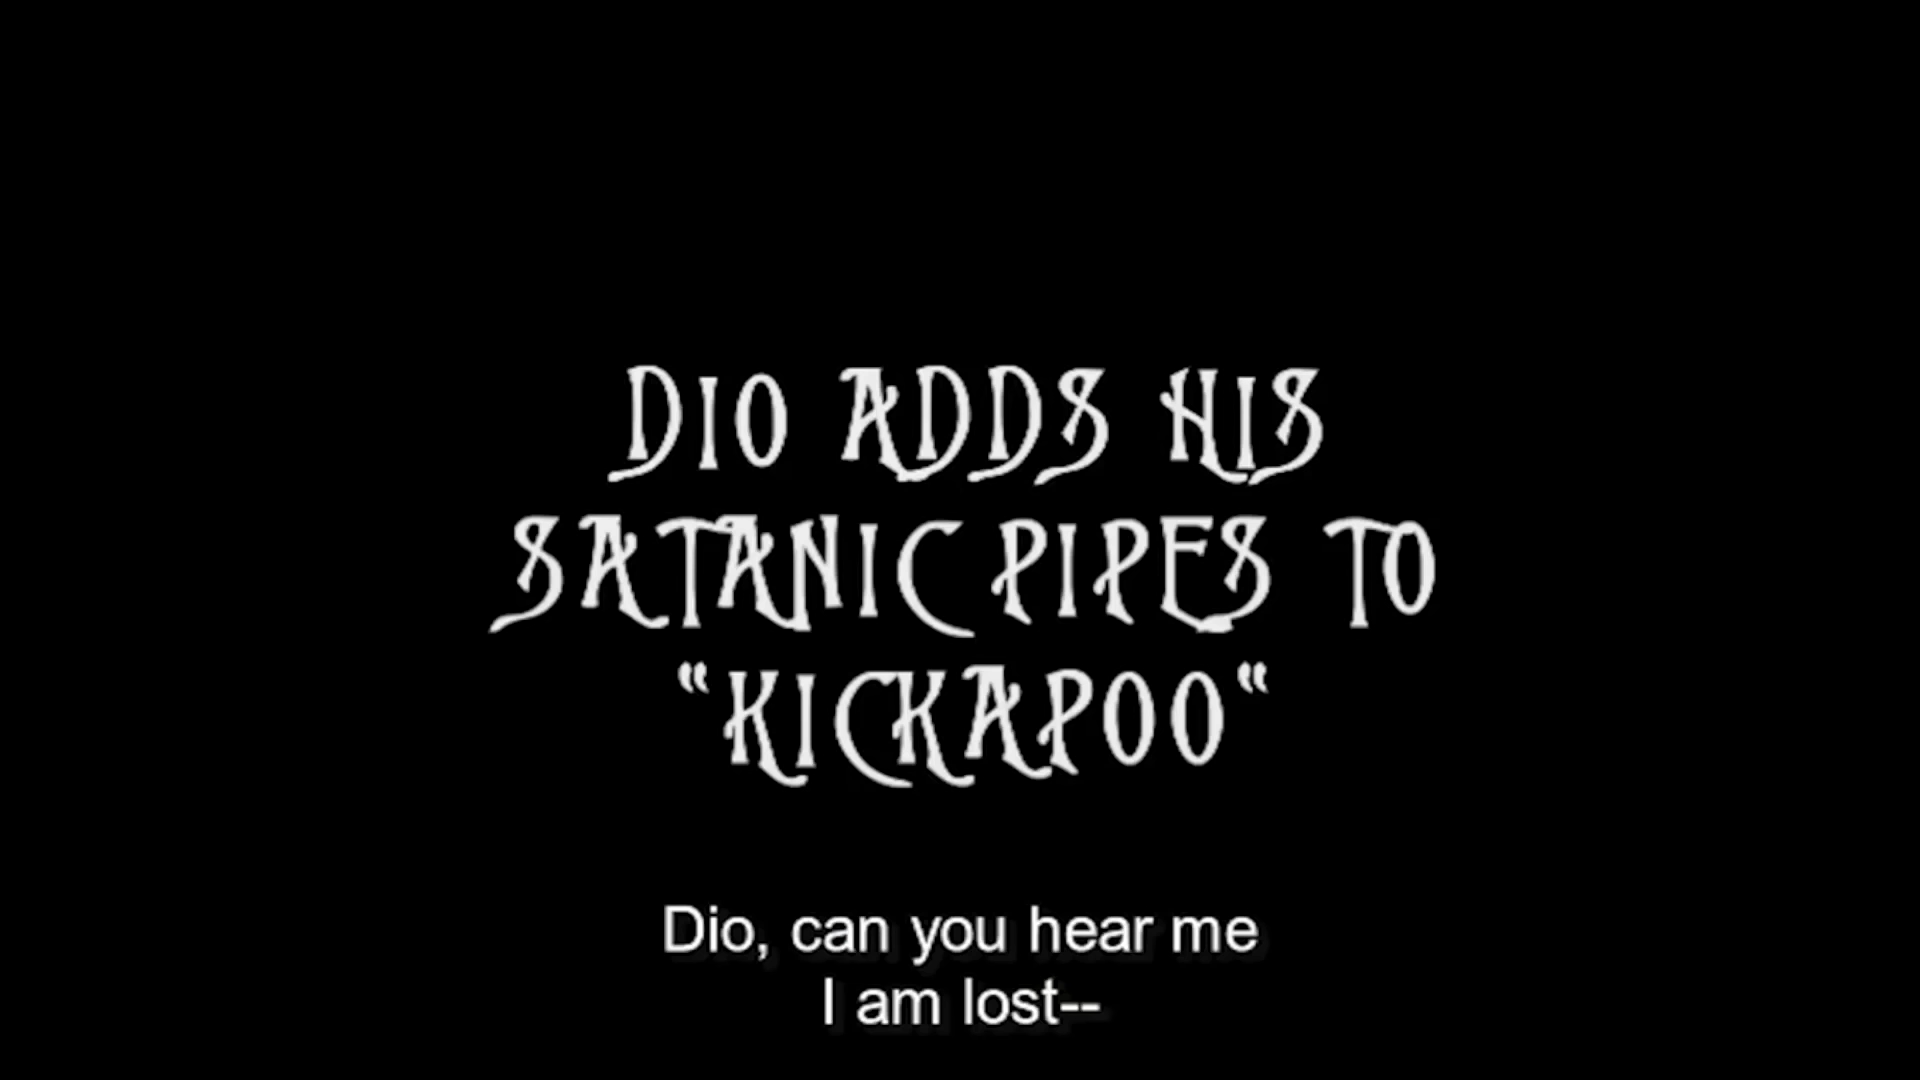 DIO ADDS HIS
SATANIC PIPES TO
“KICKAPOO“
Dio, can you hear me
I am lost--